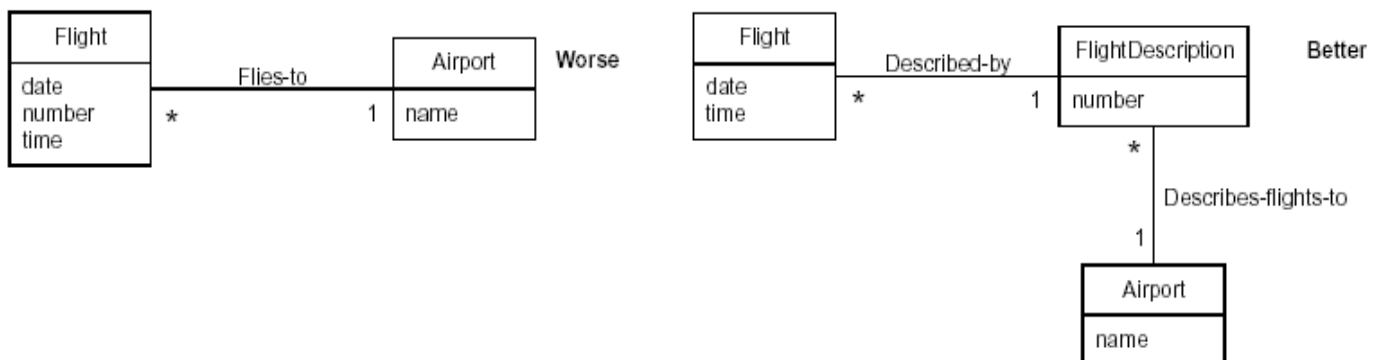 Flight
date
number
time
Flies-to
*
1
Airport
name
Worse
Flight
date
time
Described-by
*
1
FlightDescription
number
Better
*
Describes-flights-to
1
Airport
name